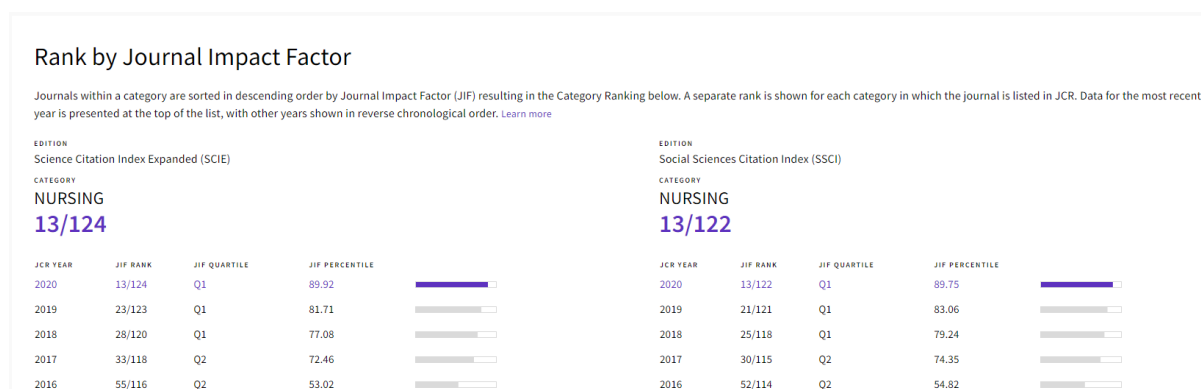 Rank by Journal Impact Factor
Journals within a category are sorted in descending order by Journal Impact Factor (JIF) resulting in the Category Ranking below. A separate rank is shown for each category in which the journal is listed in JCR. Data for the most recent
year is presented at the top of the list, with other years shown in reverse chronological order. Learn more
EDITION
Science Citation Index Expanded (SCIE)
CATEGORY
NURSING
13/124
JCR YEAR JIF RANK JIF QUARTILE JIF PERCENTILE
2020 13/124 Q1 89.92
2019 23/123 Q1 81.71
2018 28/120 Q1 77.08
2017 33/118 Q2 72.46
2016 55/116 Q2 53.02
EDITION
Social Sciences Citation Index (SSCI)
CATEGORY
NURSING
13/122
JCR YEAR JIF RANK JIF QUARTILE JIF PERCENTILE
2020 13/122 Q1 89.75
2019 21/121 Q1 83.06
2018 25/118 Q1 79.24
2017 30/115 Q2 74.35
2016 52/114 Q2 54.82